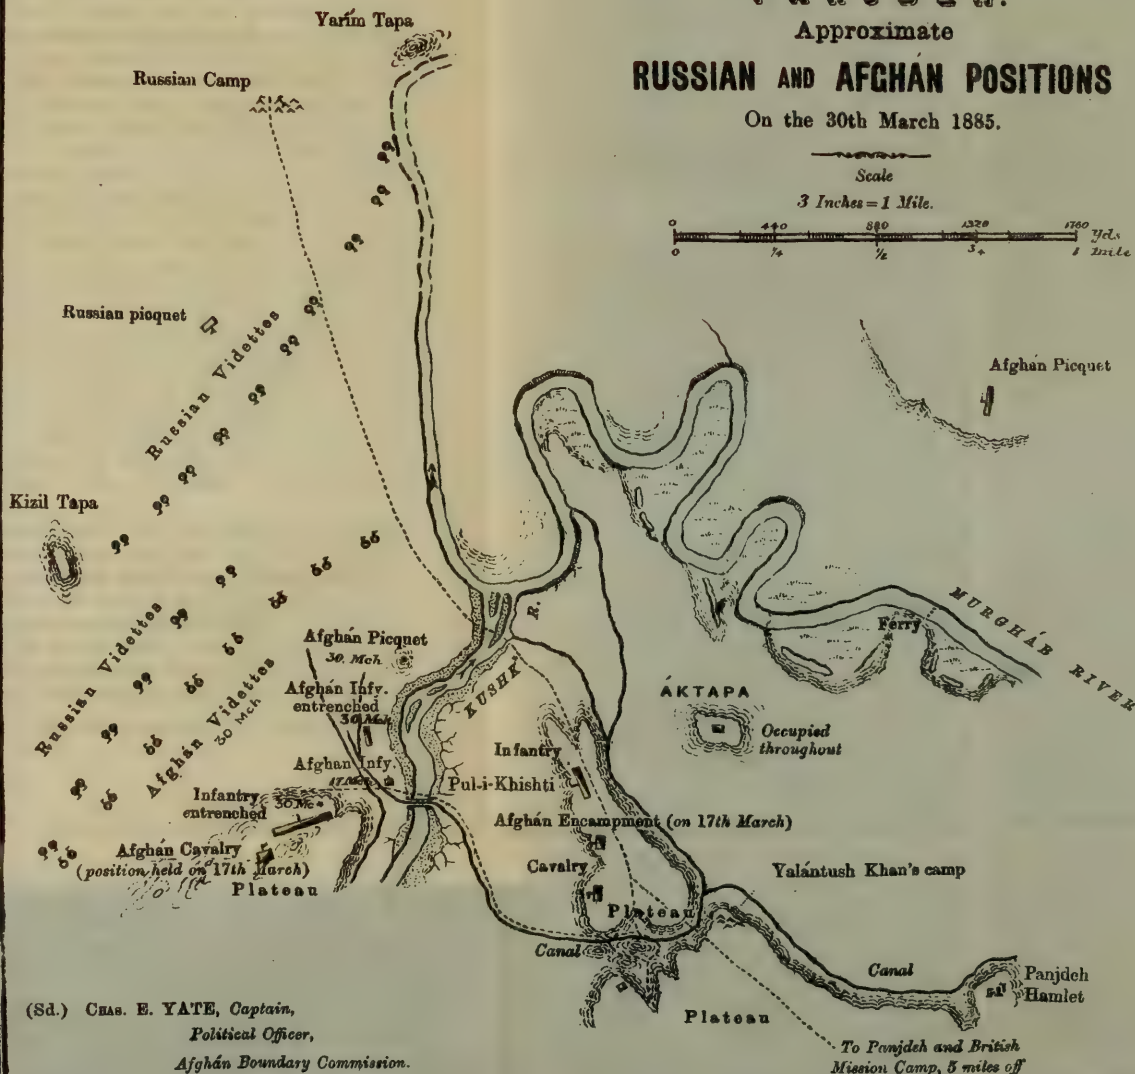 Approximate
RUSSIAN AND AFGHÁN POSITIONS
On the 30th March 1885.
Scale
3 Inches = 1 Mile.
0 440 880 1320 1760 Yds
0 ¼ ½ 3/4 1 mile
Yarím Tapa
Russian Camp
Russian picquet
Russian Videttes
Afghán Picquet
Kizil Tapa
Russian Videttes
Afghán Videttes
30 Mch
Afghán Picquet
30. Mch.
Afghán Infy.
entrenched
30 Mch
Afghán Infy.
17. Mch.
Infantry
entrenched
30 Mch
Afghán Cavalry
(position held on 17th March)
Plateau
KUSHK R.
MURGHÁB RIVER
Ferry
ÁKTAPA
Occupied
throughout
Infantry
Pul-i-Khishti
Afghán Encampment (on 17th March)
Cavalry
Plateau
Yalántush Khan's camp
Canal
Canal
Panjdeh
Hamlet
Plateau
To Panjdeh and British
Mission Camp, 5 miles off
(Sd.) CHAS. E. YATE, Captain,
Political Officer,
Afghán Boundary Commission.